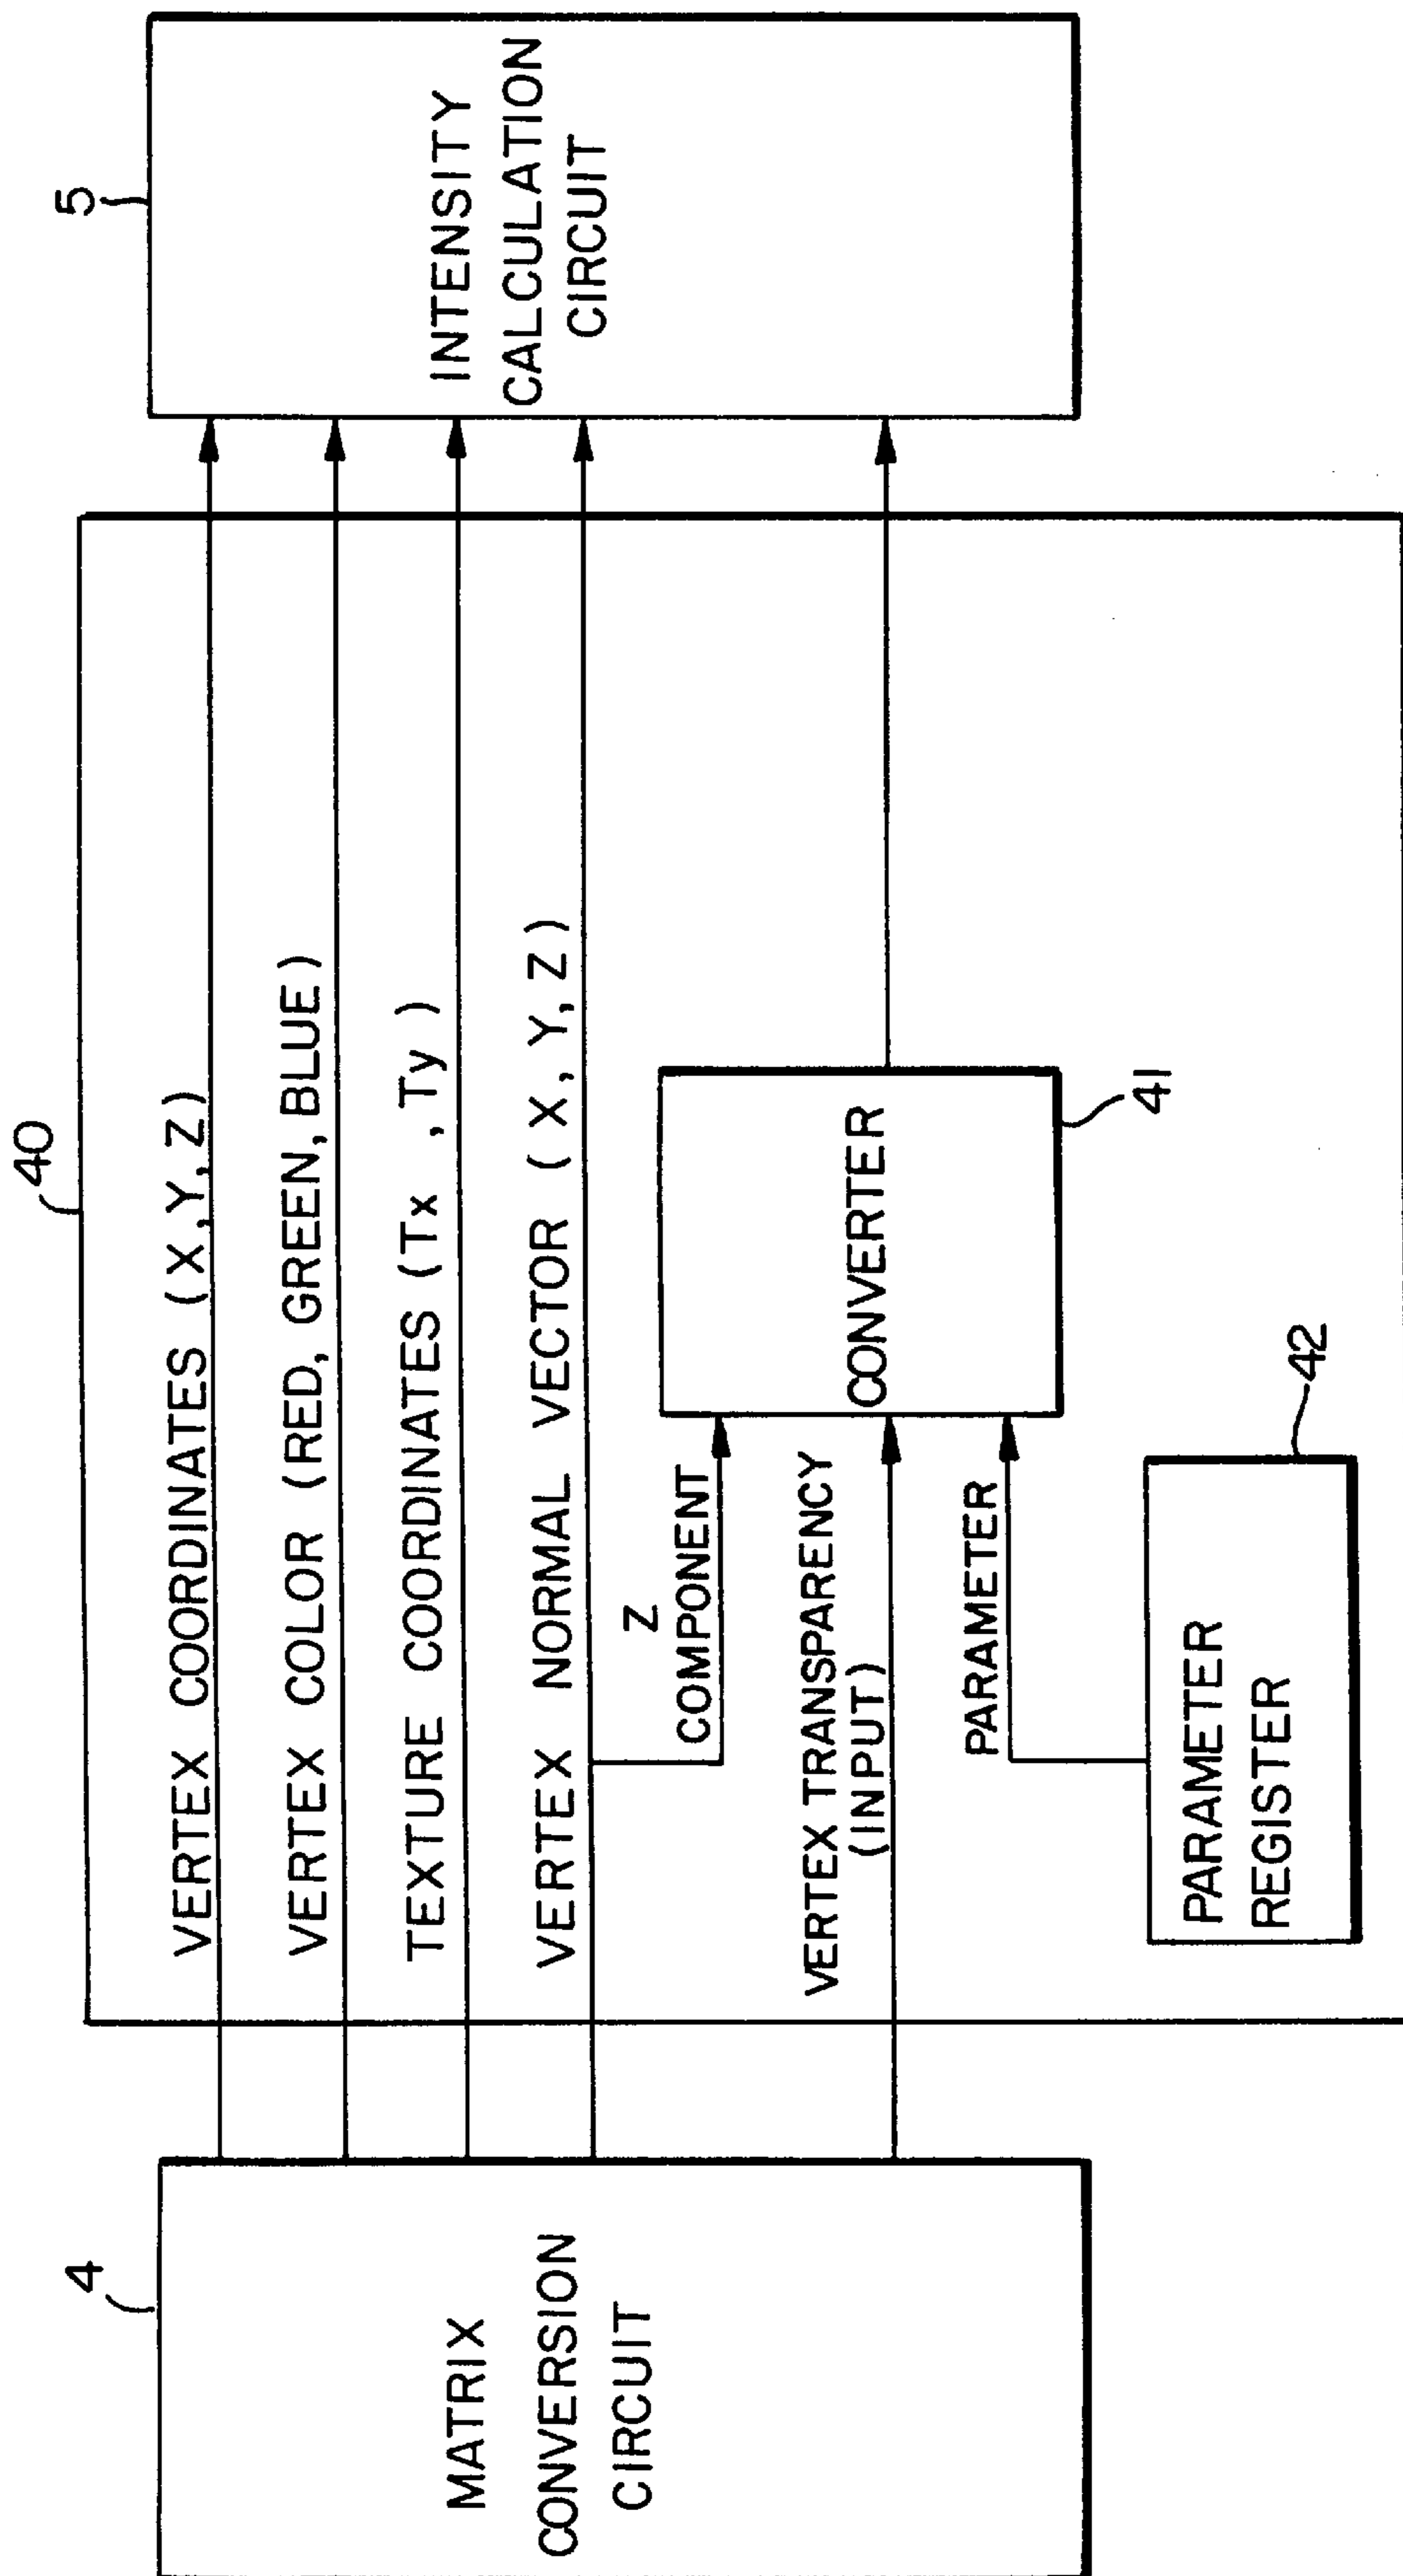 40
4
MATRIX
CONVERSION
CIRCUIT
VERTEX COORDINATES (X,Y,Z)
VERTEX COLOR (RED, GREEN, BLUE)
TEXTURE COORDINATES (Tx ,Ty)
VERTEX NORMAL VECTOR (X,Y,Z)
Z
COMPONENT
VERTEX TRANSPARENCY
(INPUT)
PARAMETER
PARAMETER
REGISTER
42
CONVERTER
41
5
INTENSITY
CALCULATION
CIRCUIT